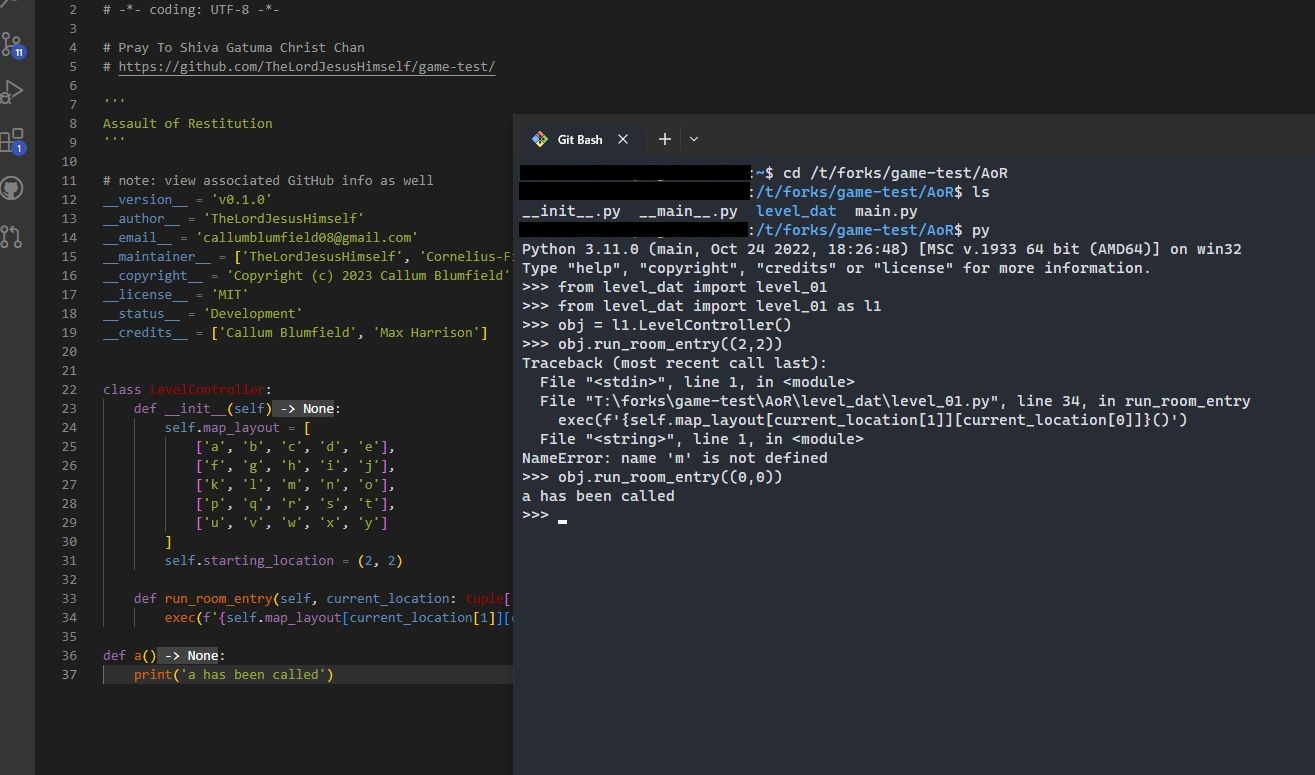 2 # -*- coding: UTF-8 -*-
3
4 # Pray To Shiva Gatuma Christ Chan
5 # https://github.com/TheLordJesusHimself/game-test/
6
7 '''
8 Assault of Restitution
9 '''
10
11 # note: view associated GitHub info as well
12 __version__ = 'v0.1.0'
13 __author__ = 'TheLordJesusHimself'
14 __email__ = 'callumblumfield08@gmail.com'
15 __maintainer__ = ['TheLordJesusHimself', 'Cornelius-Fi
16 __copyright__ = 'Copyright (c) 2023 Callum Blumfield'
17 __license__ = 'MIT'
18 __status__ = 'Development'
19 __credits__ = ['Callum Blumfield', 'Max Harrison']
20
21
22 class LevelController:
23     def __init__(self) -> None:
24         self.map_layout = [
25             ['a', 'b', 'c', 'd', 'e'],
26             ['f', 'g', 'h', 'i', 'j'],
27             ['k', 'l', 'm', 'n', 'o'],
28             ['p', 'q', 'r', 's', 't'],
29             ['u', 'v', 'w', 'x', 'y']
30         ]
31         self.starting_location = (2, 2)
32
33     def run_room_entry(self, current_location: tuple[
34         exec(f'{self.map_layout[current_location[1]][
35
36 def a() -> None:
37     print('a has been called')
11
1
Git Bash
:~$ cd /t/forks/game-test/AoR
:/t/forks/game-test/AoR$ ls
__init__.py  __main__.py  level_dat  main.py
:/t/forks/game-test/AoR$ py
Python 3.11.0 (main, Oct 24 2022, 18:26:48) [MSC v.1933 64 bit (AMD64)] on win32
Type "help", "copyright", "credits" or "license" for more information.
>>> from level_dat import level_01
>>> from level_dat import level_01 as l1
>>> obj = l1.LevelController()
>>> obj.run_room_entry((2,2))
Traceback (most recent call last):
  File "<stdin>", line 1, in <module>
  File "T:\forks\game-test\AoR\level_dat\level_01.py", line 34, in run_room_entry
    exec(f'{self.map_layout[current_location[1]][current_location[0]]}()')
  File "<string>", line 1, in <module>
NameError: name 'm' is not defined
>>> obj.run_room_entry((0,0))
a has been called
>>>